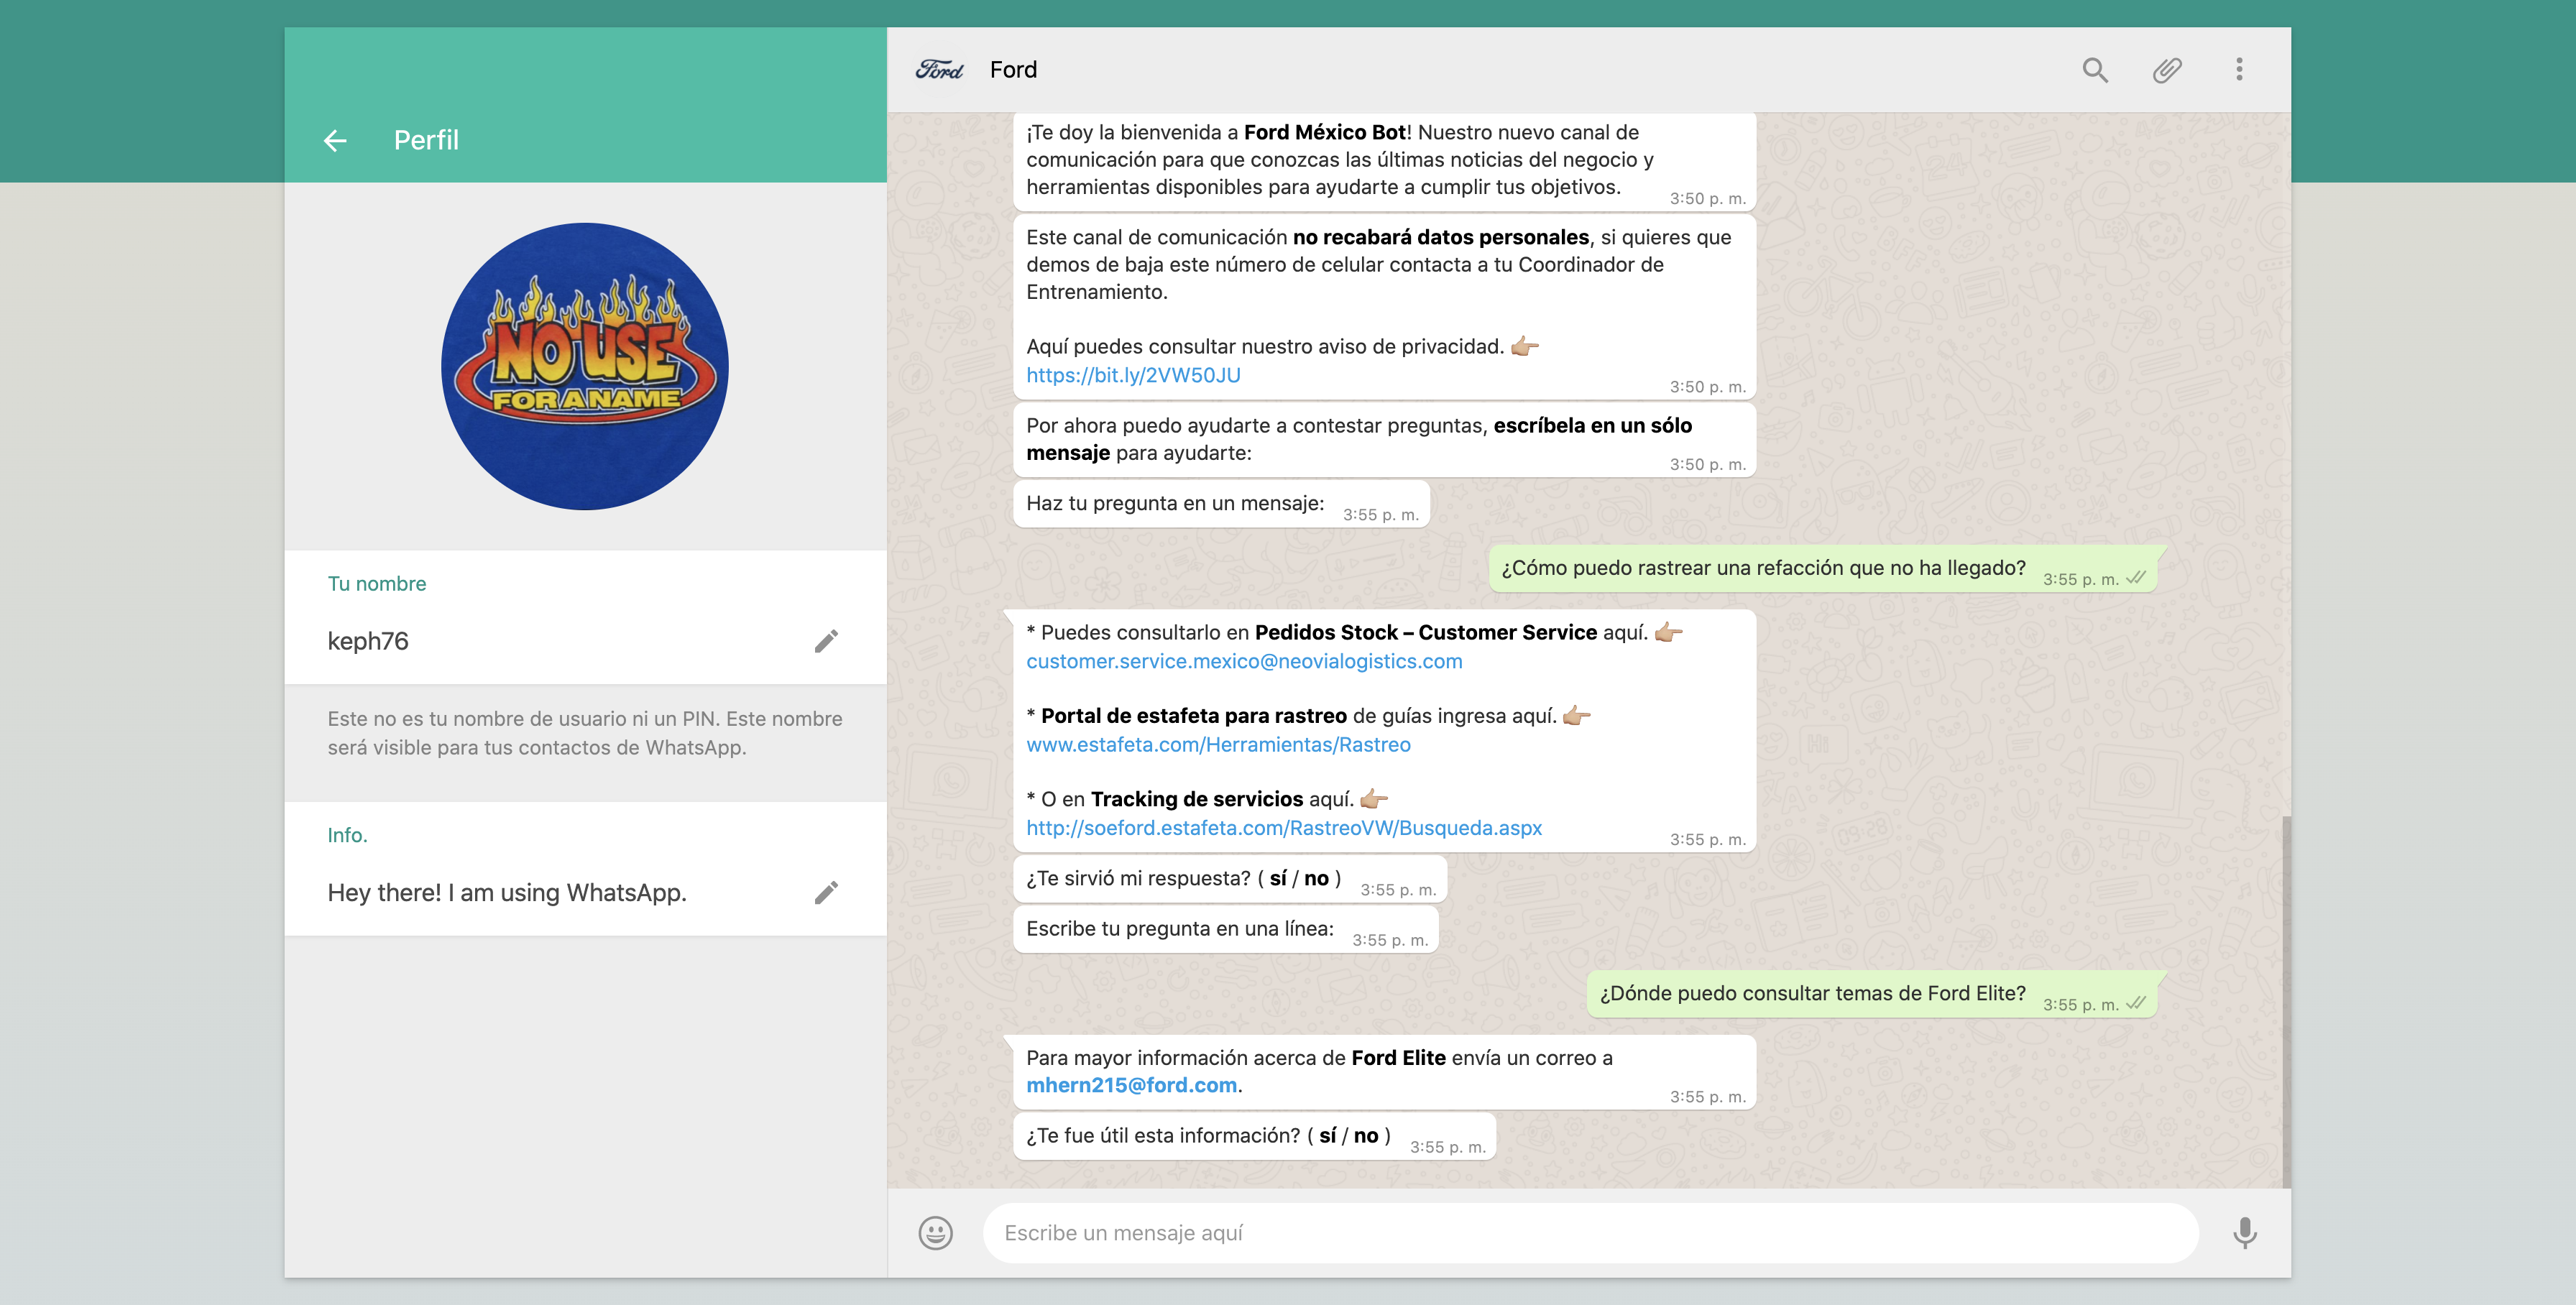 Perfil
NO USE
FOR A NAME
Tu nombre
keph76
Este no es tu nombre de usuario ni un PIN. Este nombre
será visible para tus contactos de WhatsApp.
Info.
Hey there! I am using WhatsApp.
Ford
Ford
¡Te doy la bienvenida a Ford México Bot! Nuestro nuevo canal de
comunicación para que conozcas las últimas noticias del negocio y
herramientas disponibles para ayudarte a cumplir tus objetivos.
3:50 p. m.
Este canal de comunicación no recabará datos personales, si quieres que
demos de baja este número de celular contacta a tu Coordinador de
Entrenamiento.
Aquí puedes consultar nuestro aviso de privacidad. 👉🏼
https://bit.ly/2VW50JU
3:50 p. m.
Por ahora puedo ayudarte a contestar preguntas, escríbela en un sólo
mensaje para ayudarte:
3:50 p. m.
Haz tu pregunta en un mensaje:
3:55 p. m.
¿Cómo puedo rastrear una refacción que no ha llegado?
3:55 p. m.
* Puedes consultarlo en Pedidos Stock – Customer Service aquí. 👉🏼
customer.service.mexico@neovialogistics.com
* Portal de estafeta para rastreo de guías ingresa aquí. 👉🏼
www.estafeta.com/Herramientas/Rastreo
* O en Tracking de servicios aquí. 👉🏼
http://soeford.estafeta.com/RastreoVW/Busqueda.aspx
3:55 p. m.
¿Te sirvió mi respuesta? ( sí / no )
3:55 p. m.
Escribe tu pregunta en una línea:
3:55 p. m.
¿Dónde puedo consultar temas de Ford Elite?
3:55 p. m.
Para mayor información acerca de Ford Elite envía un correo a
mhern215@ford.com.
3:55 p. m.
¿Te fue útil esta información? ( sí / no )
3:55 p. m.
Escribe un mensaje aquí